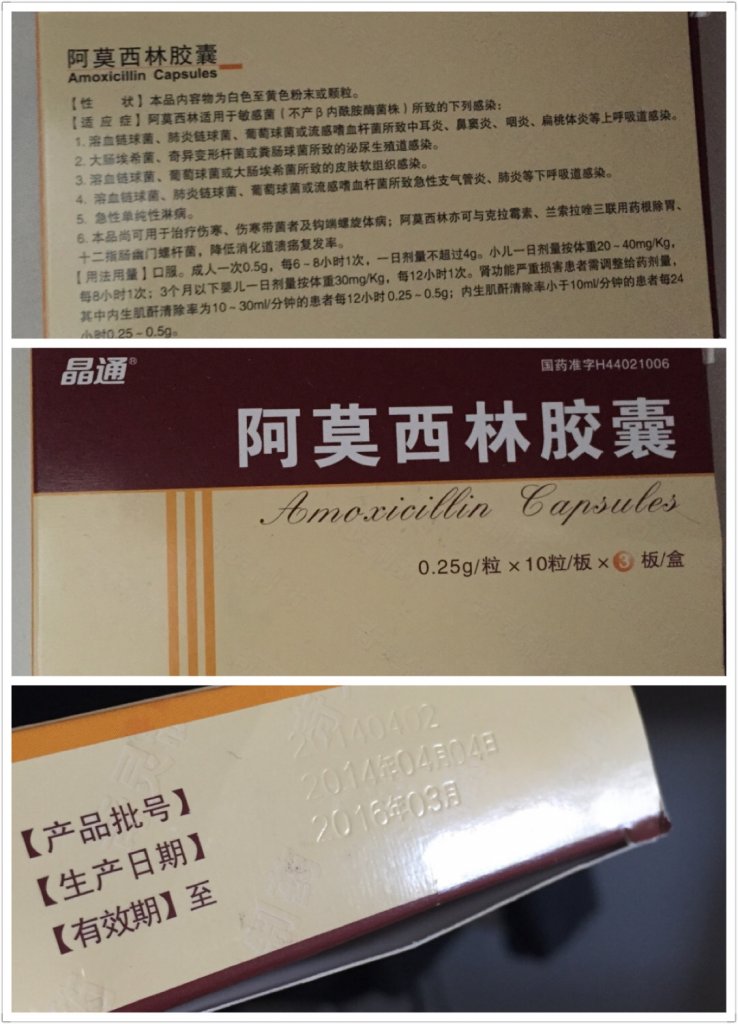 阿莫西林胶囊
Amoxicillin Capsules
【性 状】本品内容物为白色至黄色粉末或颗粒。
【适 应 症】阿莫西林适用于敏感菌(不产β内酰胺酶菌株)所致的下列感染:
1. 溶血链球菌、肺炎链球菌、葡萄球菌或流感嗜血杆菌所致中耳炎、鼻窦炎、咽炎、扁桃体炎等上呼吸道感染。
2. 大肠埃希菌、奇异变形杆菌或粪肠球菌所致的泌尿生殖道感染。
3. 溶血链球菌、葡萄球菌或大肠埃希菌所致的皮肤软组织感染。
4. 溶血链球菌、肺炎链球菌、葡萄球菌或流感嗜血杆菌所致急性支气管炎、肺炎等下呼吸道感染。
5. 急性单纯性淋病。
6. 本品尚可用于治疗伤寒、伤寒带菌者及钩端螺旋体病;阿莫西林亦可与克拉霉素、兰索拉唑三联用药根除胃、
十二指肠幽门螺杆菌,降低消化道溃疡复发率。
【用法用量】口服。成人一次0.5g,每6~8小时1次,一日剂量不超过4g。小儿一日剂量按体重20~40mg/Kg,
每8小时1次;3个月以下婴儿一日剂量按体重30mg/Kg,每12小时1次。肾功能严重损害患者需调整给药剂量,
其中内生肌酐清除率为10~30ml/分钟的患者每12小时0.25~0.5g;内生肌酐清除率小于10ml/分钟的患者每24
小时0.25~0.5g。
晶通®
国药准字H44021006
阿莫西林胶囊
Amoxicillin Capsules
0.25g/粒×10粒/板×3板/盒
【产品批号】 20140402
【生产日期】 2014年04月04日
【有效期】至 2016年03月